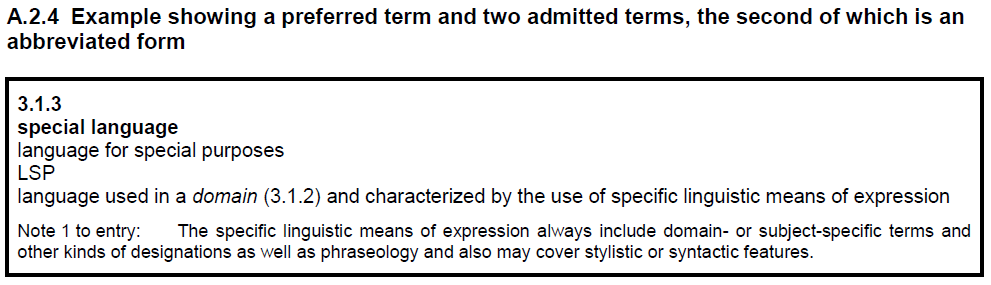 A.2.4 Example showing a preferred term and two admitted terms, the second of which is an
abbreviated form
3.1.3
special language
language for special purposes
LSP
language used in a domain (3.1.2) and characterized by the use of specific linguistic means of expression
Note 1 to entry: The specific linguistic means of expression always include domain- or subject-specific terms and
other kinds of designations as well as phraseology and also may cover stylistic or syntactic features.